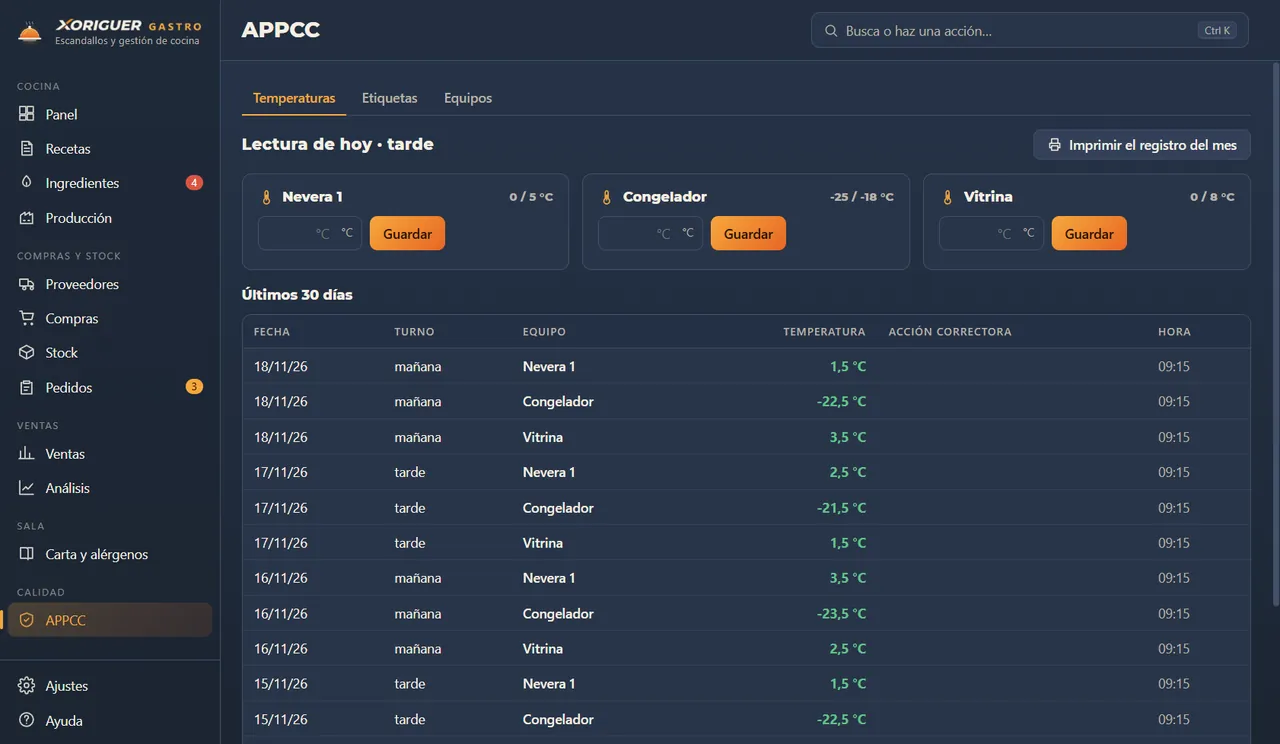 XORIGUER GASTRO
Escandallos y gestión de cocina
COCINA
Panel
Recetas
Ingredientes 4
Producción
COMPRAS Y STOCK
Proveedores
Compras
Stock
Pedidos 3
VENTAS
Ventas
Análisis
SALA
Carta y alérgenos
CALIDAD
APPCC
Ajustes
Ayuda
APPCC
Busca o haz una acción... Ctrl K
Temperaturas Etiquetas Equipos
Lectura de hoy · tarde
Imprimir el registro del mes
Nevera 1 0 / 5 °C
°C °C Guardar
Congelador -25 / -18 °C
°C °C Guardar
Vitrina 0 / 8 °C
°C °C Guardar
Últimos 30 días
FECHA TURNO EQUIPO TEMPERATURA ACCIÓN CORRECTORA HORA
18/11/26 mañana Nevera 1 1,5 °C 09:15
18/11/26 mañana Congelador -22,5 °C 09:15
18/11/26 mañana Vitrina 3,5 °C 09:15
17/11/26 tarde Nevera 1 2,5 °C 09:15
17/11/26 tarde Congelador -21,5 °C 09:15
17/11/26 tarde Vitrina 1,5 °C 09:15
16/11/26 mañana Nevera 1 3,5 °C 09:15
16/11/26 mañana Congelador -23,5 °C 09:15
16/11/26 mañana Vitrina 2,5 °C 09:15
15/11/26 tarde Nevera 1 1,5 °C 09:15
15/11/26 tarde Congelador -22,5 °C 09:15